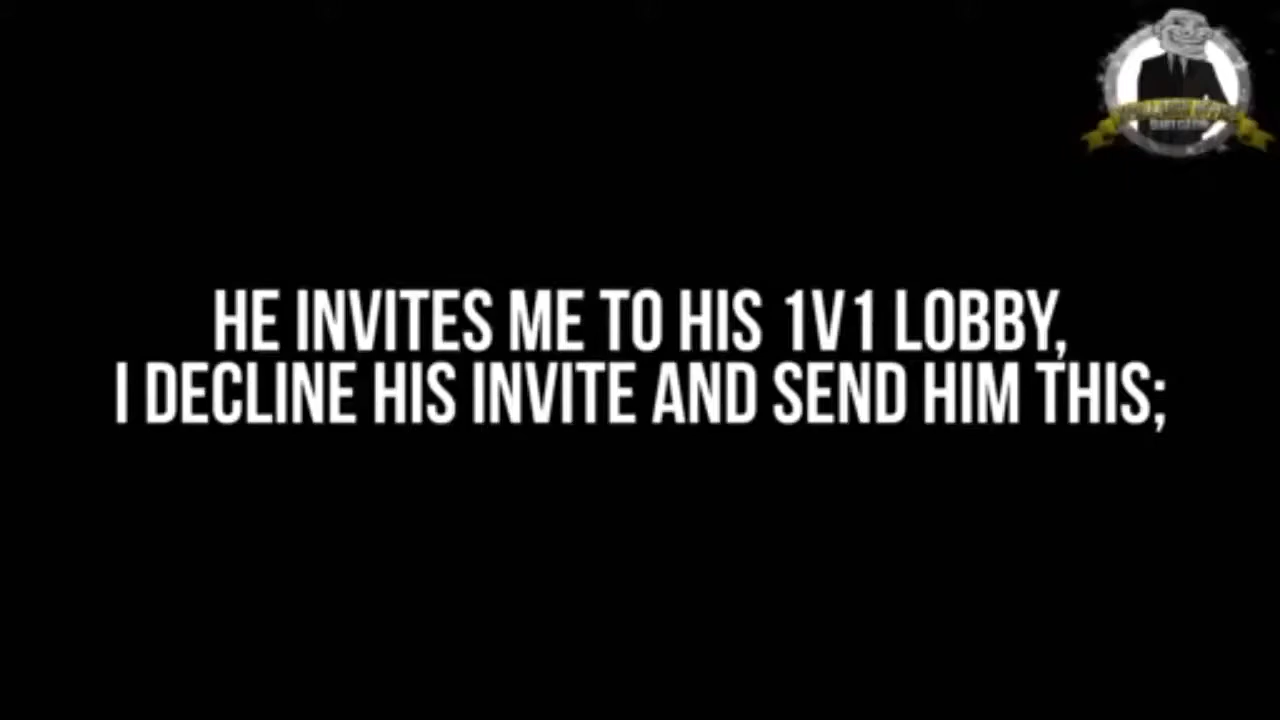 HE INVITES ME TO HIS 1V1 LOBBY,
I DECLINE HIS INVITE AND SEND HIM THIS;